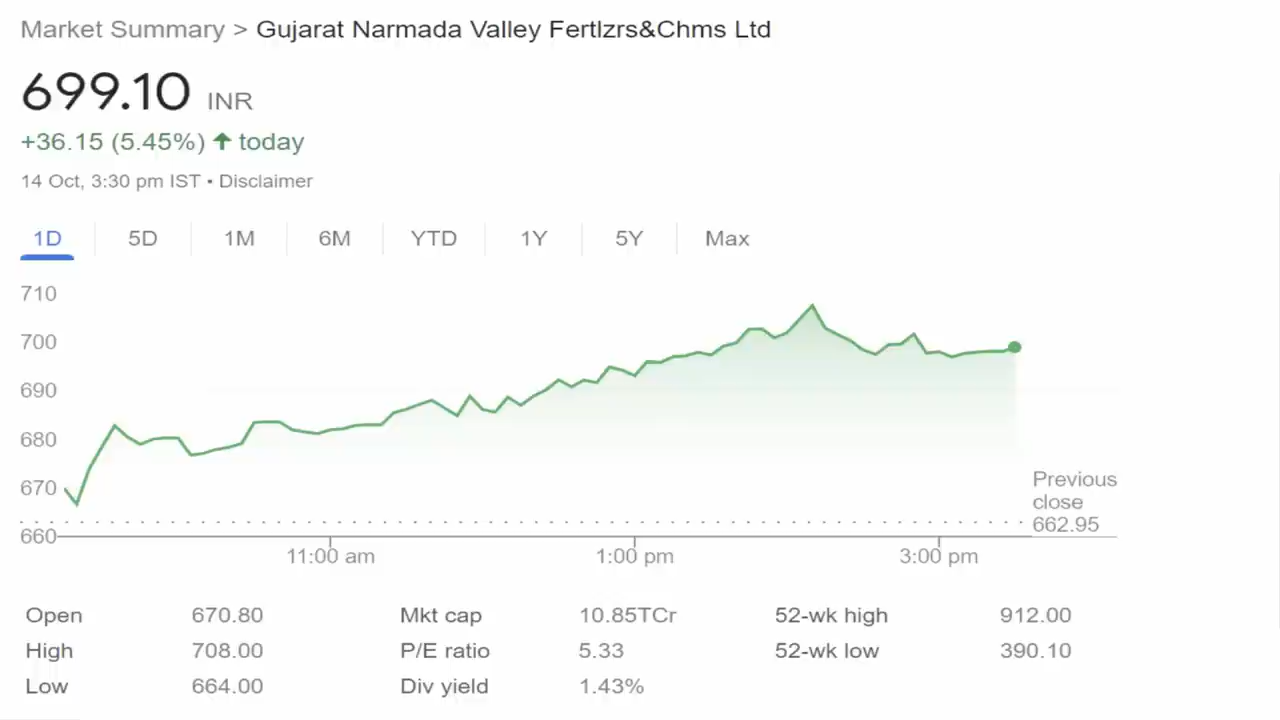 Market Summary > Gujarat Narmada Valley Fertlzrs&Chms Ltd
699.10 INR
+36.15 (5.45%) ↑ today
14 Oct, 3:30 pm IST • Disclaimer
1D 5D 1M 6M YTD 1Y 5Y Max
710
700
690
680
670
660
Previous
close
662.95
11:00 am 1:00 pm 3:00 pm
Open 670.80 Mkt cap 10.85TCr 52-wk high 912.00
High 708.00 P/E ratio 5.33 52-wk low 390.10
Low 664.00 Div yield 1.43%